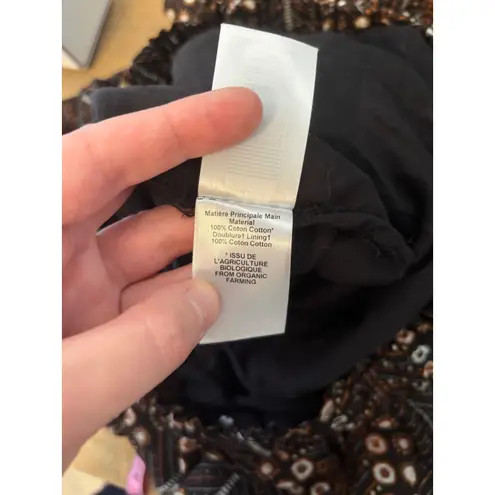 Matière Principale Main
Material
100% Coton Cotton*
Doublure1 Lining1
100% Coton Cotton
* ISSU DE
L'AGRICULTURE
BIOLOGIQUE
FROM ORGANIC
FARMING